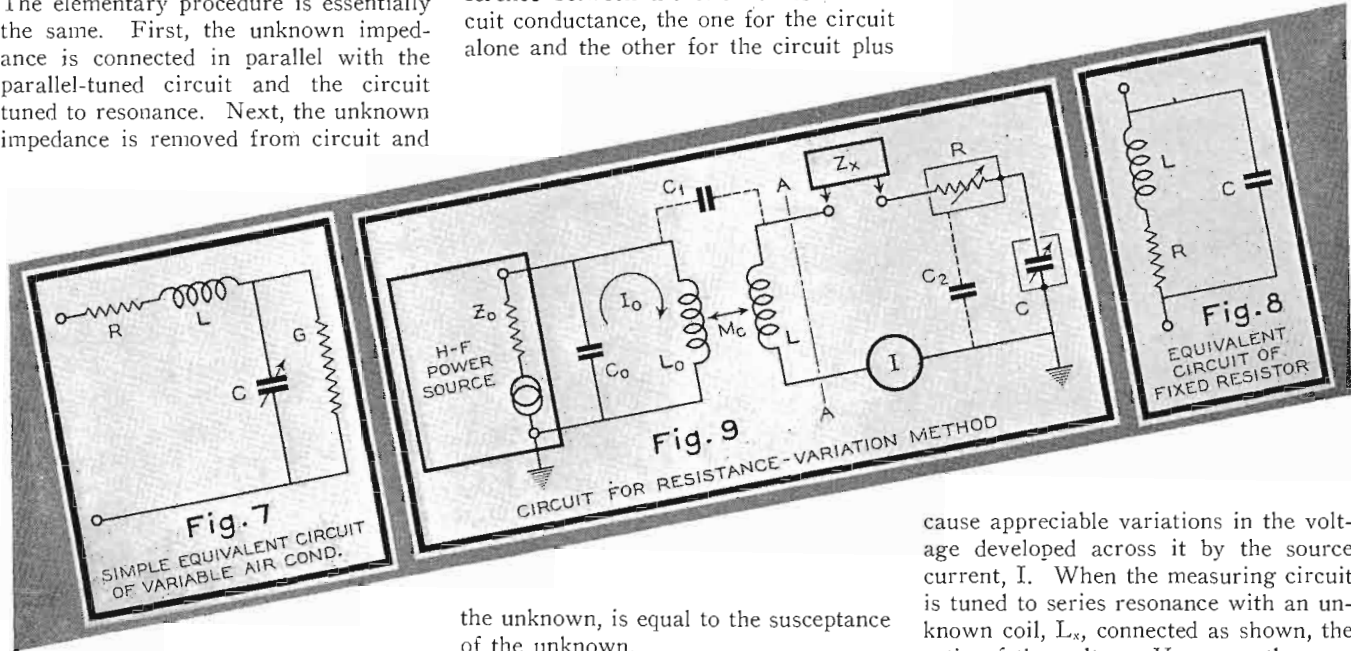 The elementary procedure is essentially
the same. First, the unknown imped-
ance is connected in parallel with the
parallel-tuned circuit and the circuit
tuned to resonance. Next, the unknown
impedance is removed from circuit and
cuit conductance, the one for the circuit
alone and the other for the circuit plus
R
L
C
G
Fig. 7
SIMPLE EQUIVALENT CIRCUIT
OF VARIABLE AIR COND.
H-F
POWER
SOURCE
Z₀
C₀
I₀
L₀
C₁
M_C
L
A
A
Zₓ
I
R
C₂
C
Fig. 9
CIRCUIT FOR RESISTANCE-VARIATION METHOD
L
R
C
Fig. 8
EQUIVALENT
CIRCUIT OF
FIXED RESISTOR
the unknown, is equal to the susceptance
of the unknown
cause appreciable variations in the volt-
age developed across it by the source
current, I. When the measuring circuit
is tuned to series resonance with an un-
known coil, Lₓ, connected as shown, the